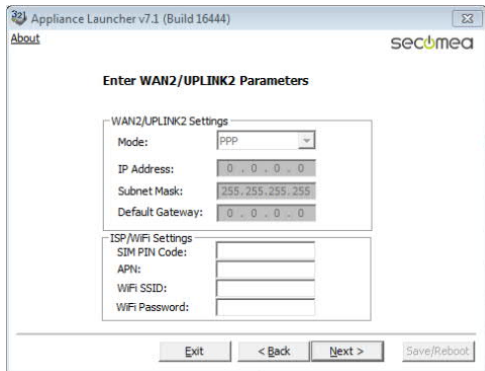 Appliance Launcher v7.1 (Build 16444)
About
secomea
Enter WAN2/UPLINK2 Parameters
WAN2/UPLINK2 Settings
Mode: PPP
IP Address: 0 . 0 . 0 . 0
Subnet Mask: 255.255.255.255
Default Gateway: 0 . 0 . 0 . 0
ISP/WiFi Settings
SIM PIN Code:
APN:
WiFi SSID:
WiFi Password:
Exit < Back Next > Save/Reboot